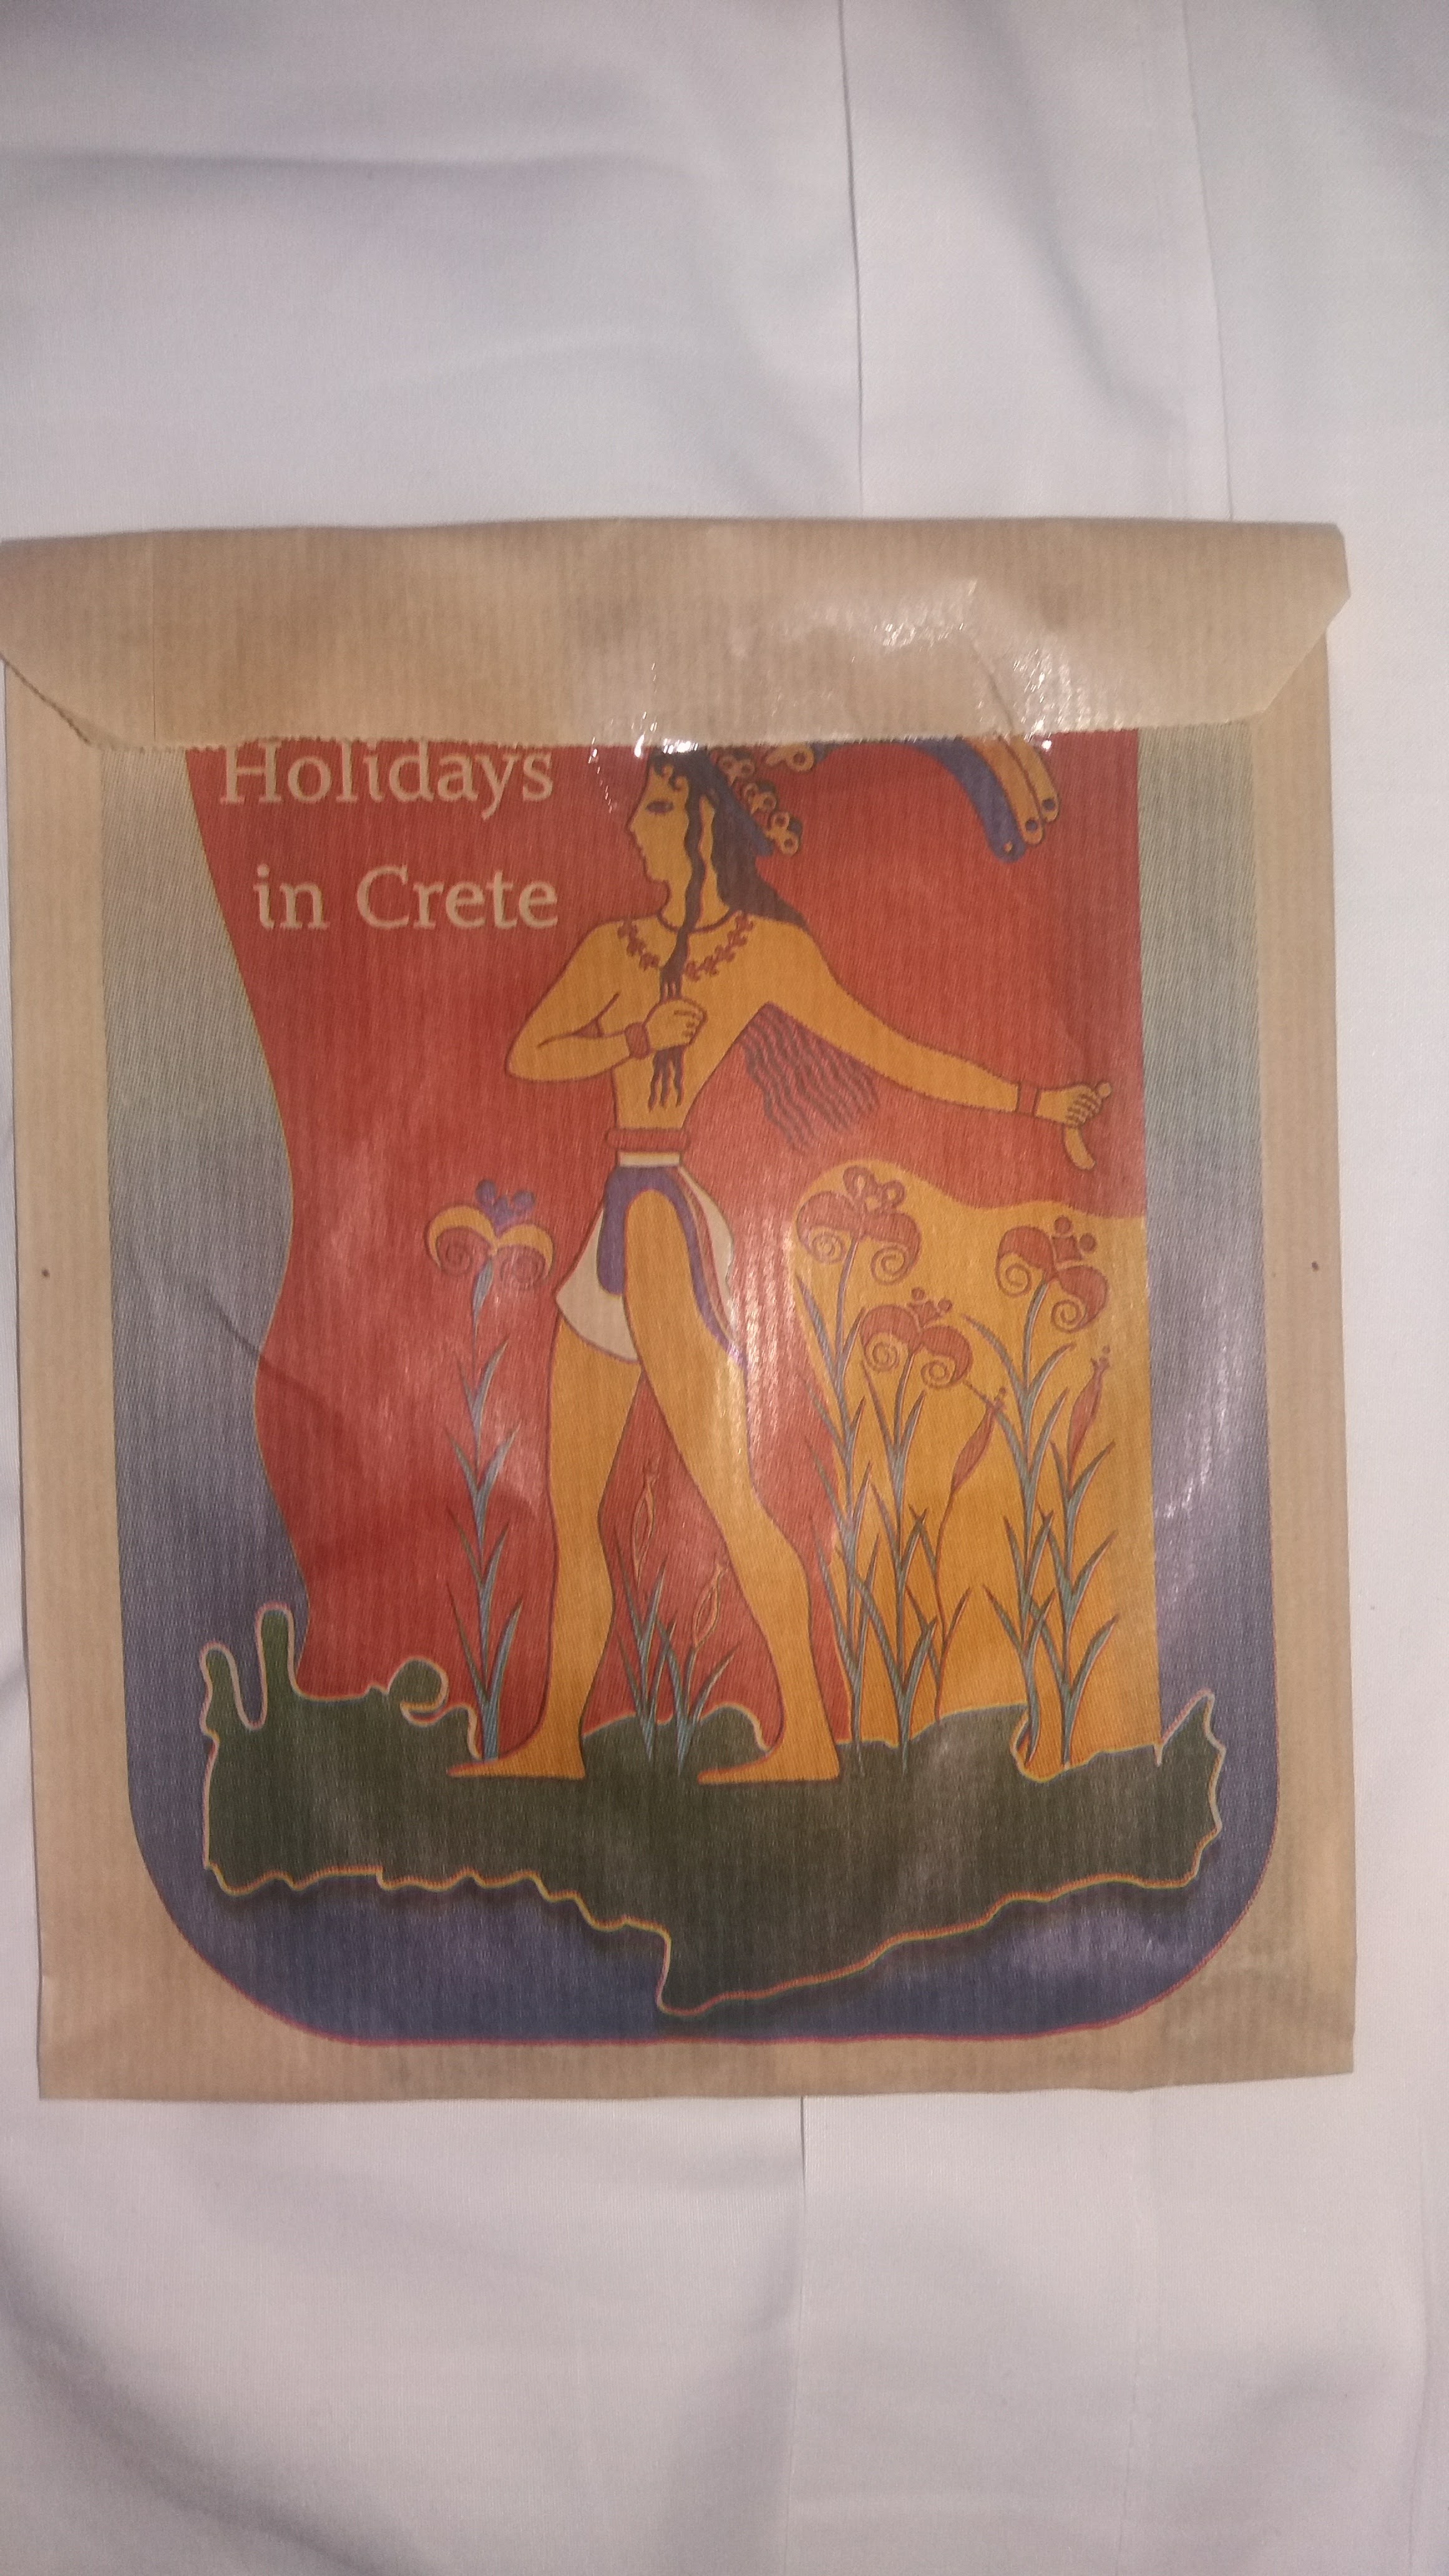 Holidays
in Crete